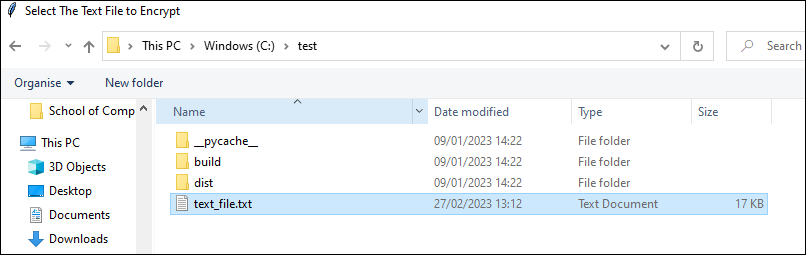 Select The Text File to Encrypt
This PC > Windows (C:) > test
Search
Organise New folder
School of Comp
This PC
3D Objects
Desktop
Documents
Downloads
Name Date modified Type Size
__pycache__ 09/01/2023 14:22 File folder
build 09/01/2023 14:22 File folder
dist 09/01/2023 14:22 File folder
text_file.txt 27/02/2023 13:12 Text Document 17 KB